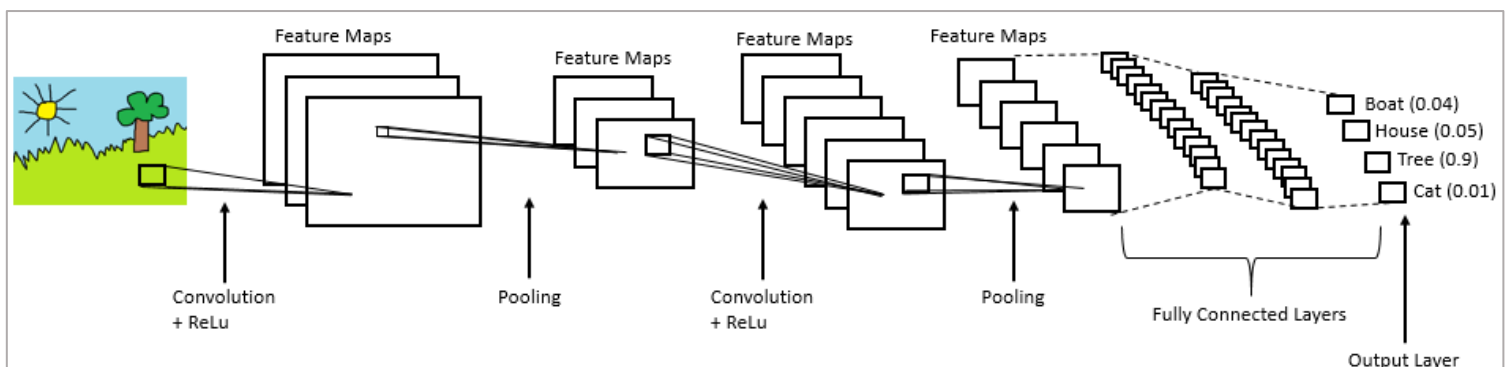 Feature Maps
Feature Maps
Feature Maps
Feature Maps
Boat (0.04)
House (0.05)
Tree (0.9)
Cat (0.01)
Convolution
+ ReLu
Pooling
Convolution
+ ReLu
Pooling
Fully Connected Layers
Output Layer